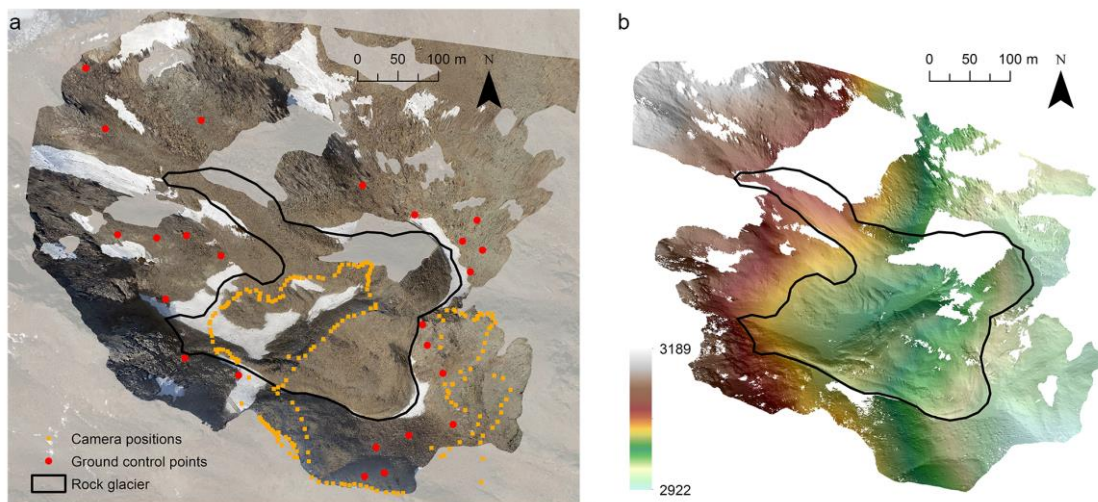 a
0 50 100 m
N
Camera positions
Ground control points
Rock glacier
b
0 50 100 m
N
3189
2922